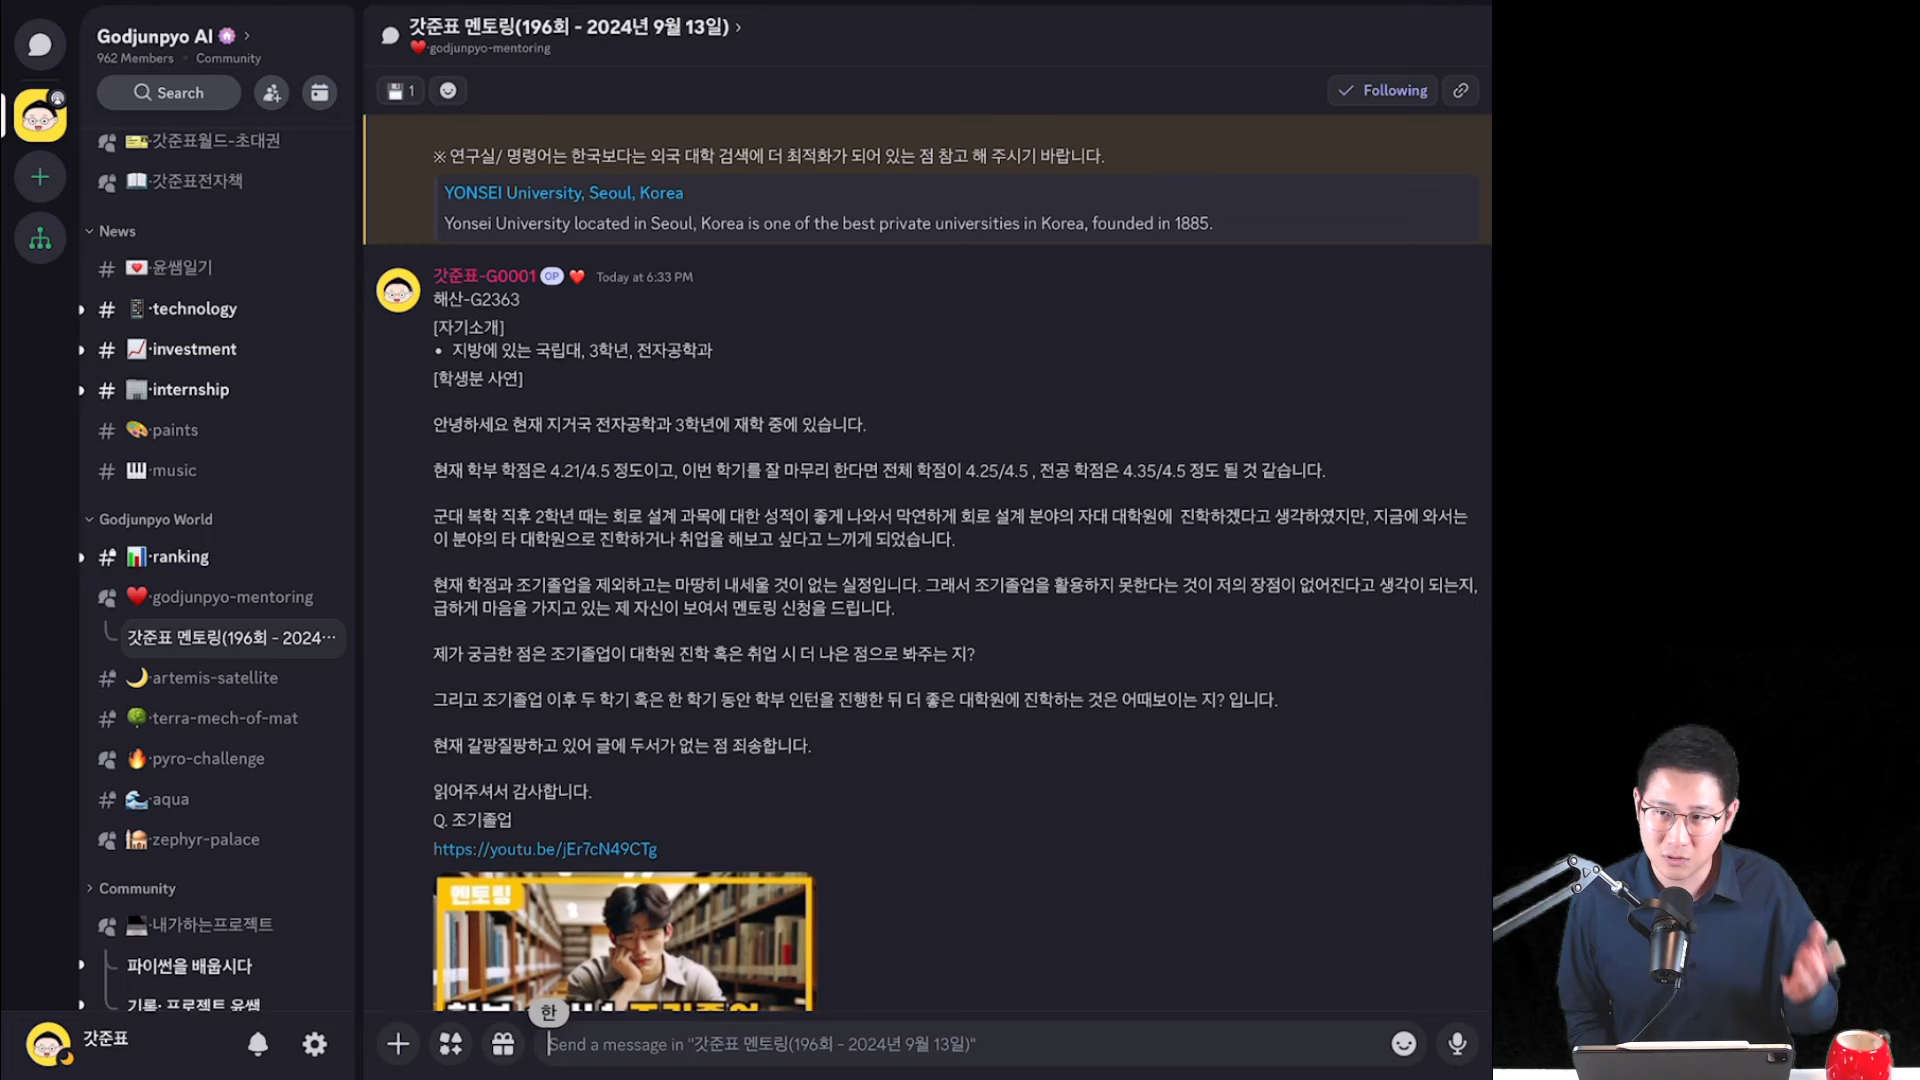 Godjunpyo AI
962 Members · Community
Search
갓준표월드-초대권
갓준표전자책
News
윤쌤일기
technology
investment
internship
paints
music
Godjunpyo World
ranking
godjunpyo-mentoring
갓준표 멘토링(196회 - 2024···
artemis-satellite
terra-mech-of-mat
pyro-challenge
aqua
zephyr-palace
Community
내가하는프로젝트
파이썬을 배웁시다
기록: 프로젝트 윤쌤
갓준표
갓준표 멘토링(196회 - 2024년 9월 13일)
godjunpyo-mentoring
1
Following
※ 연구실/ 명령어는 한국보다는 외국 대학 검색에 더 최적화가 되어 있는 점 참고 해 주시기 바랍니다.
YONSEI University, Seoul, Korea
Yonsei University located in Seoul, Korea is one of the best private universities in Korea, founded in 1885.
갓준표-G0001 OP Today at 6:33 PM
해산-G2363
[자기소개]
• 지방에 있는 국립대, 3학년, 전자공학과
[학생분 사연]
안녕하세요 현재 지거국 전자공학과 3학년에 재학 중에 있습니다.
현재 학부 학점은 4.21/4.5 정도이고, 이번 학기를 잘 마무리 한다면 전체 학점이 4.25/4.5 , 전공 학점은 4.35/4.5 정도 될 것 같습니다.
군대 복학 직후 2학년 때는 회로 설계 과목에 대한 성적이 좋게 나와서 막연하게 회로 설계 분야의 자대 대학원에 진학하겠다고 생각하였지만, 지금에 와서는
이 분야의 타 대학원으로 진학하거나 취업을 해보고 싶다고 느끼게 되었습니다.
현재 학점과 조기졸업을 제외하고는 마땅히 내세울 것이 없는 실정입니다. 그래서 조기졸업을 활용하지 못한다는 것이 저의 장점이 없어진다고 생각이 되는지,
급하게 마음을 가지고 있는 제 자신이 보여서 멘토링 신청을 드립니다.
제가 궁금한 점은 조기졸업이 대학원 진학 혹은 취업 시 더 나은 점으로 봐주는 지?
그리고 조기졸업 이후 두 학기 혹은 한 학기 동안 학부 인턴을 진행한 뒤 더 좋은 대학원에 진학하는 것은 어때보이는 지? 입니다.
현재 갈팡질팡하고 있어 글에 두서가 없는 점 죄송합니다.
읽어주셔서 감사합니다.
Q. 조기졸업
https://youtu.be/jEr7cN49CTg
멘토링
한
Send a message in "갓준표 멘토링(196회 - 2024년 9월 13일)"